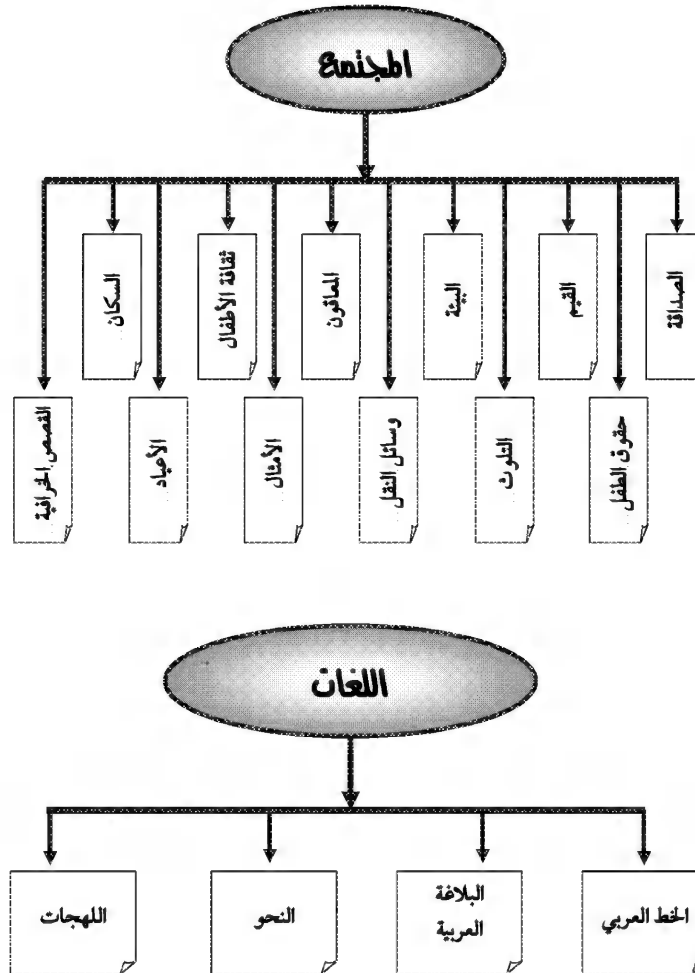 المجتمع
الصداقة
القيم
البيئة
المعاقون
ثقافة الأطفال
السكان
حقوق الطفل
التلوث
وسائل النقل
الأمثال
الأعياد
القصص الخرافية
اللغات
الخط العربي
البلاغة
العربية
النحو
اللهجات